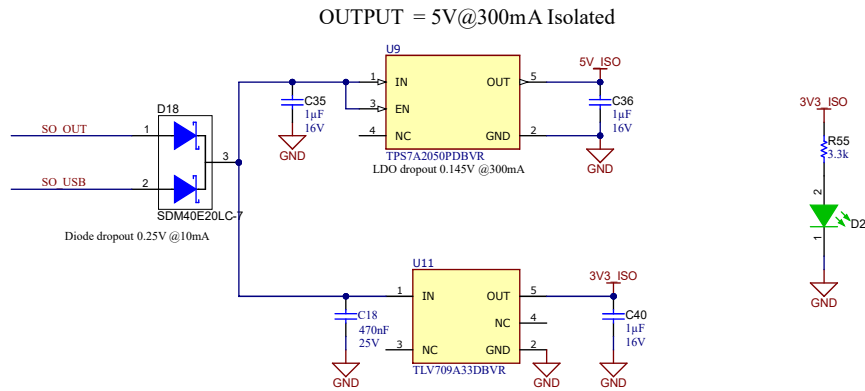 OUTPUT = 5V@300mA Isolated
U9
5V_ISO
1 IN OUT 5
C35
1µF
16V
3 EN
4 NC GND 2
C36
1µF
16V
GND
GND
TPS7A2050PDBVR
LDO dropout 0.145V @300mA
D18
SO_OUT 1
3
SO_USB 2
SDM40E20LC-7
Diode dropout 0.25V @10mA
3V3_ISO
R55
3.3k
2
D2
1
GND
U11
3V3_ISO
1 IN OUT 5
C18
470nF
25V
NC 4
3 NC GND 2
C40
1µF
16V
TLV709A33DBVR
GND
GND
GND